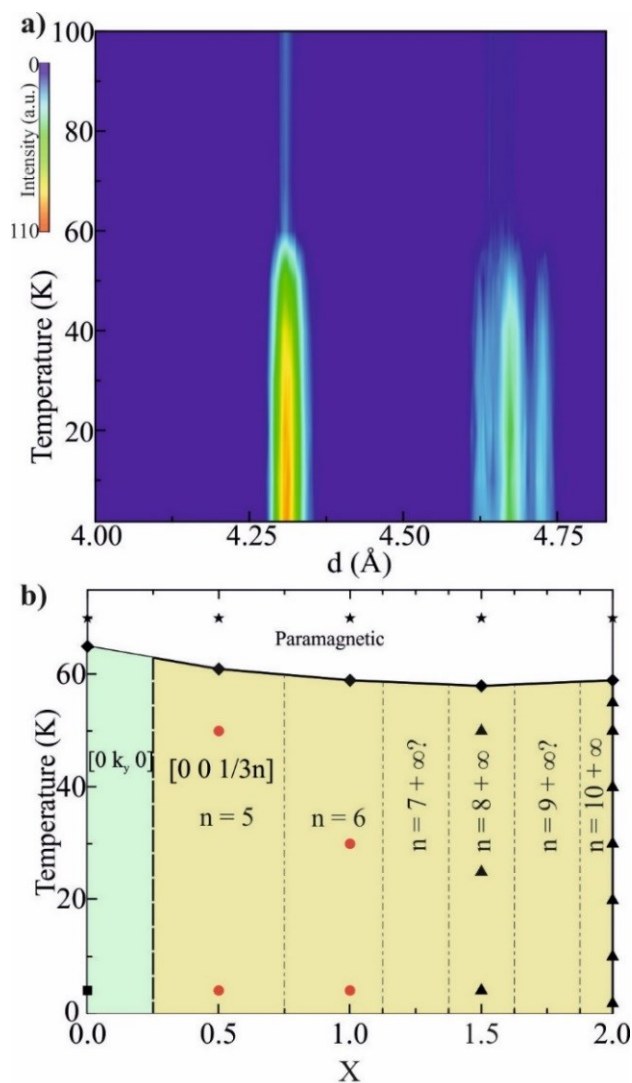 a)
100
80
60
40
20
Temperature (K)
0
Intensity (a.u.)
110
4.00
4.25
4.50
4.75
d (Å)
b)
Paramagnetic
60
40
20
0
Temperature (K)
[0 k_y 0]
[0 0 1/3n]
n = 5
n = 6
n = 7 + ∞?
n = 8 + ∞
n = 9 + ∞?
n = 10 + ∞
0.0
0.5
1.0
1.5
2.0
X